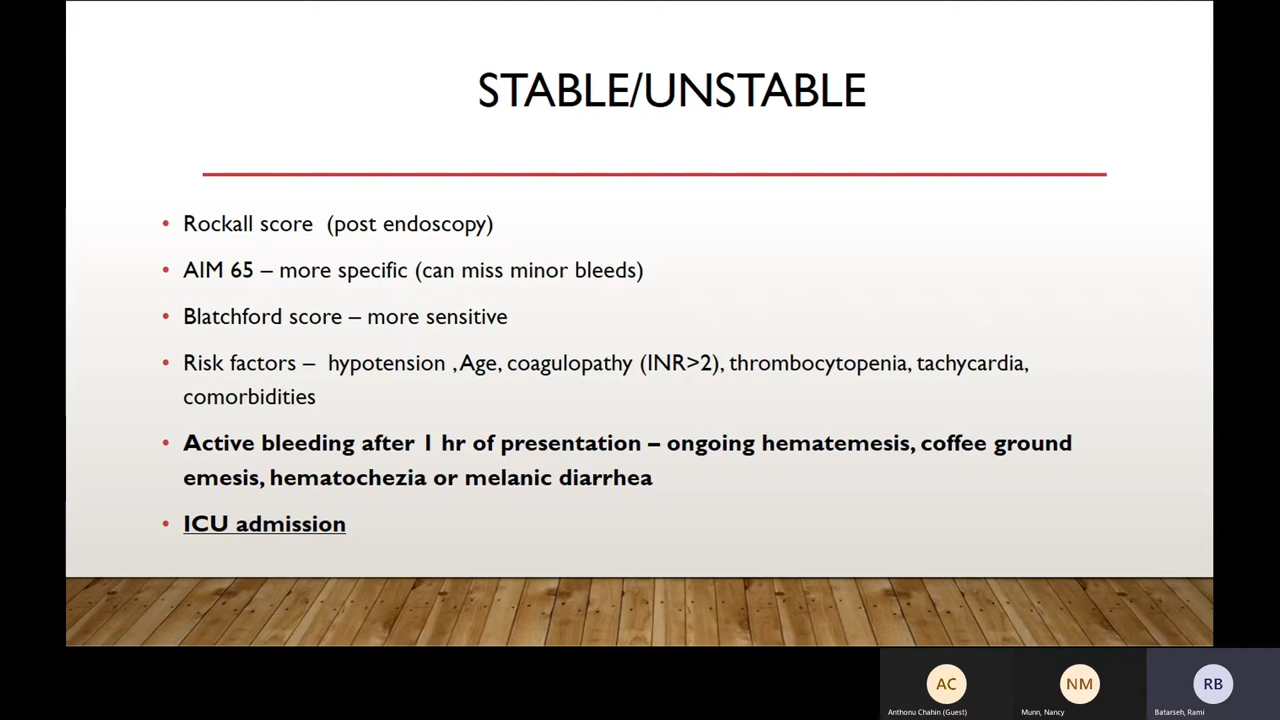 STABLE/UNSTABLE
• Rockall score (post endoscopy)
• AIM 65 – more specific (can miss minor bleeds)
• Blatchford score – more sensitive
• Risk factors – hypotension , Age, coagulopathy (INR>2), thrombocytopenia, tachycardia,
comorbidities
• Active bleeding after 1 hr of presentation – ongoing hematemesis, coffee ground
emesis, hematochezia or melanic diarrhea
• ICU admission
AC
NM
RB
Anthonu Chahin (Guest)
Munn, Nancy
Batarseh, Rami